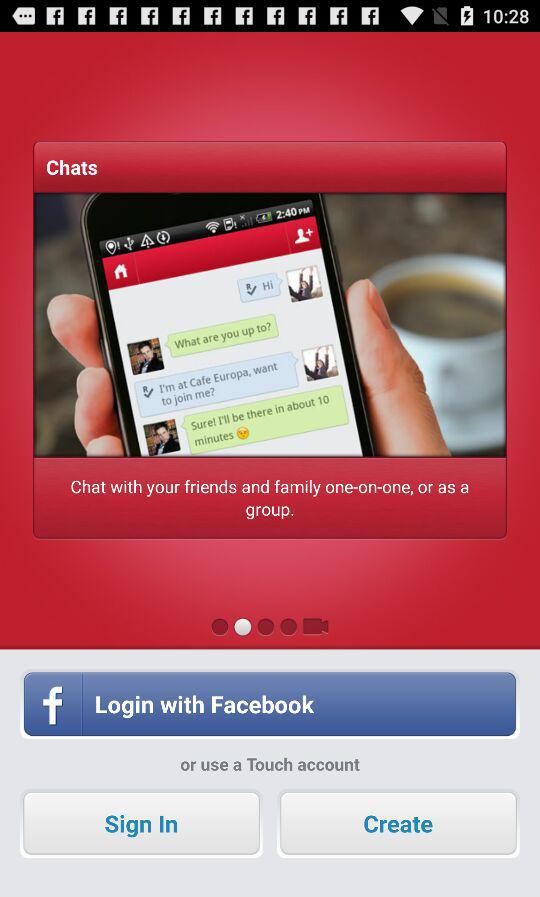 10:28
Chats
2:40 PM
Hi
What are you up to?
I'm at Cafe Europa, want
to join me?
Sure! I'll be there in about 10
minutes
Chat with your friends and family one-on-one, or as a
group.
f Login with Facebook
or use a Touch account
Sign In
Create